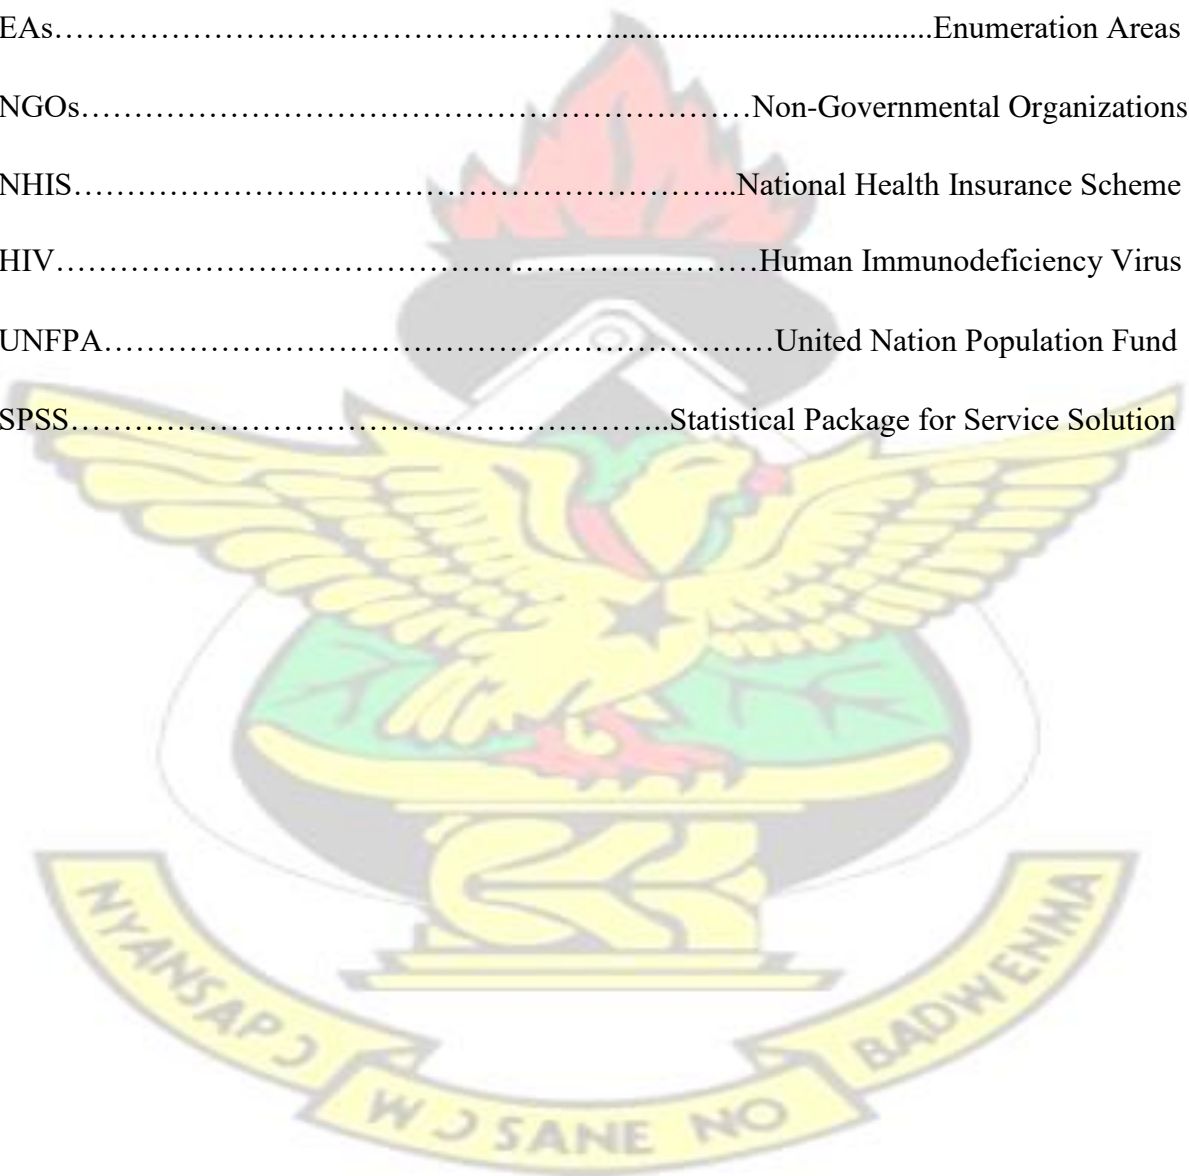 EAs…………………….……………………………….....................................Enumeration Areas
NGOs…………………………………………………………………Non-Governmental Organizations
NHIS………………………………………………………………...National Health Insurance Scheme
HIV……………………………………………………………………Human Immunodeficiency Virus
UNFPA…………………………………………………………………United Nation Population Fund
SPSS…………………………………………….……………..Statistical Package for Service Solution
NYANSAPƆ WƆSANE NO BADWENMA